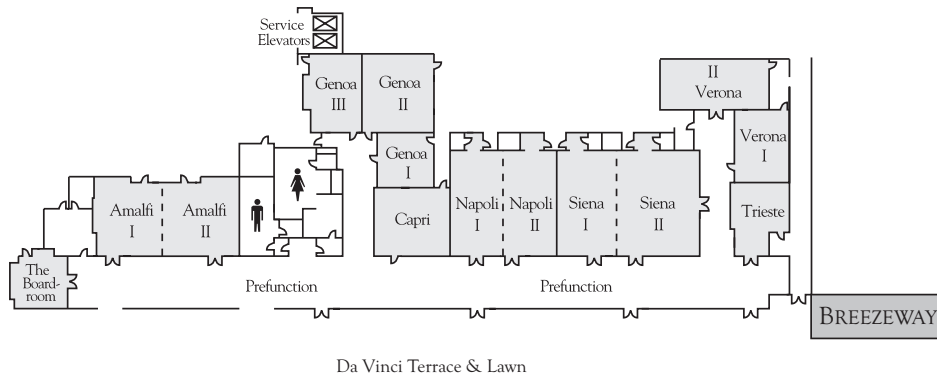 Service
Elevators
Genoa
III
Genoa
II
II
Verona
Genoa
I
Verona
I
Amalfi
I
Amalfi
II
Capri
Napoli
I
Napoli
II
Siena
I
Siena
II
Trieste
The
Board-
room
Prefunction
Prefunction
BREEZEWAY
Da Vinci Terrace & Lawn